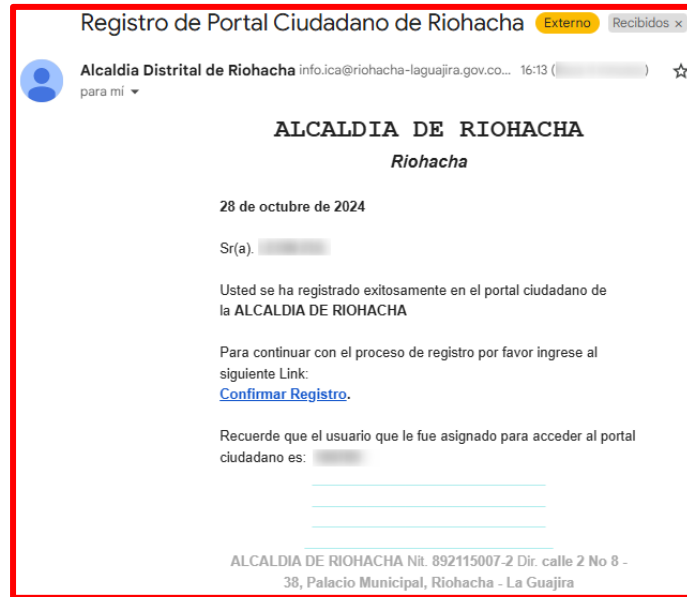 Registro de Portal Ciudadano de Riohacha Externo Recibidos ×
Alcaldia Distrital de Riohacha info.ica@riohacha-laguajira.gov.co... 16:13 ( )
para mí
ALCALDIA DE RIOHACHA
Riohacha
28 de octubre de 2024
Sr(a).
Usted se ha registrado exitosamente en el portal ciudadano de
la ALCALDIA DE RIOHACHA
Para continuar con el proceso de registro por favor ingrese al
siguiente Link:
Confirmar Registro.
Recuerde que el usuario que le fue asignado para acceder al portal
ciudadano es:
ALCALDIA DE RIOHACHA Nit. 892115007-2 Dir. calle 2 No 8 -
38, Palacio Municipal, Riohacha - La Guajira